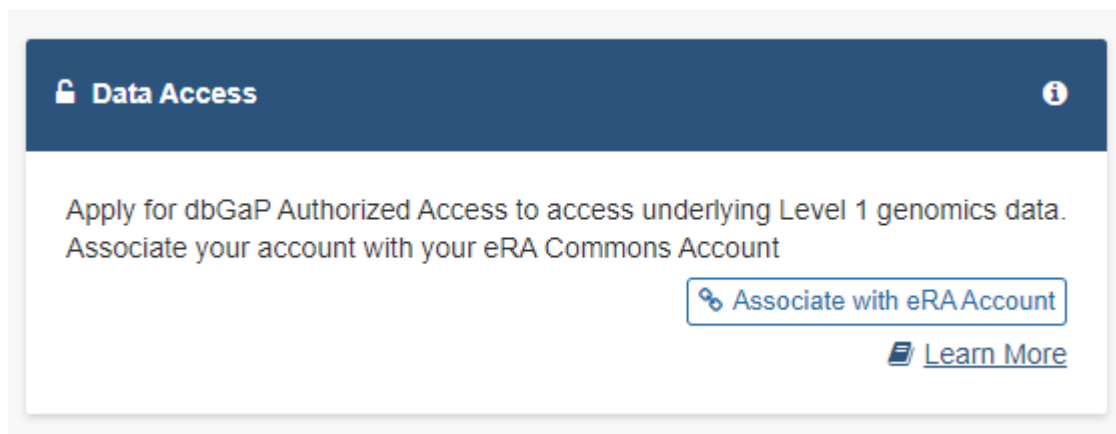 Data Access
Apply for dbGaP Authorized Access to access underlying Level 1 genomics data.
Associate your account with your eRA Commons Account
Associate with eRA Account
Learn More